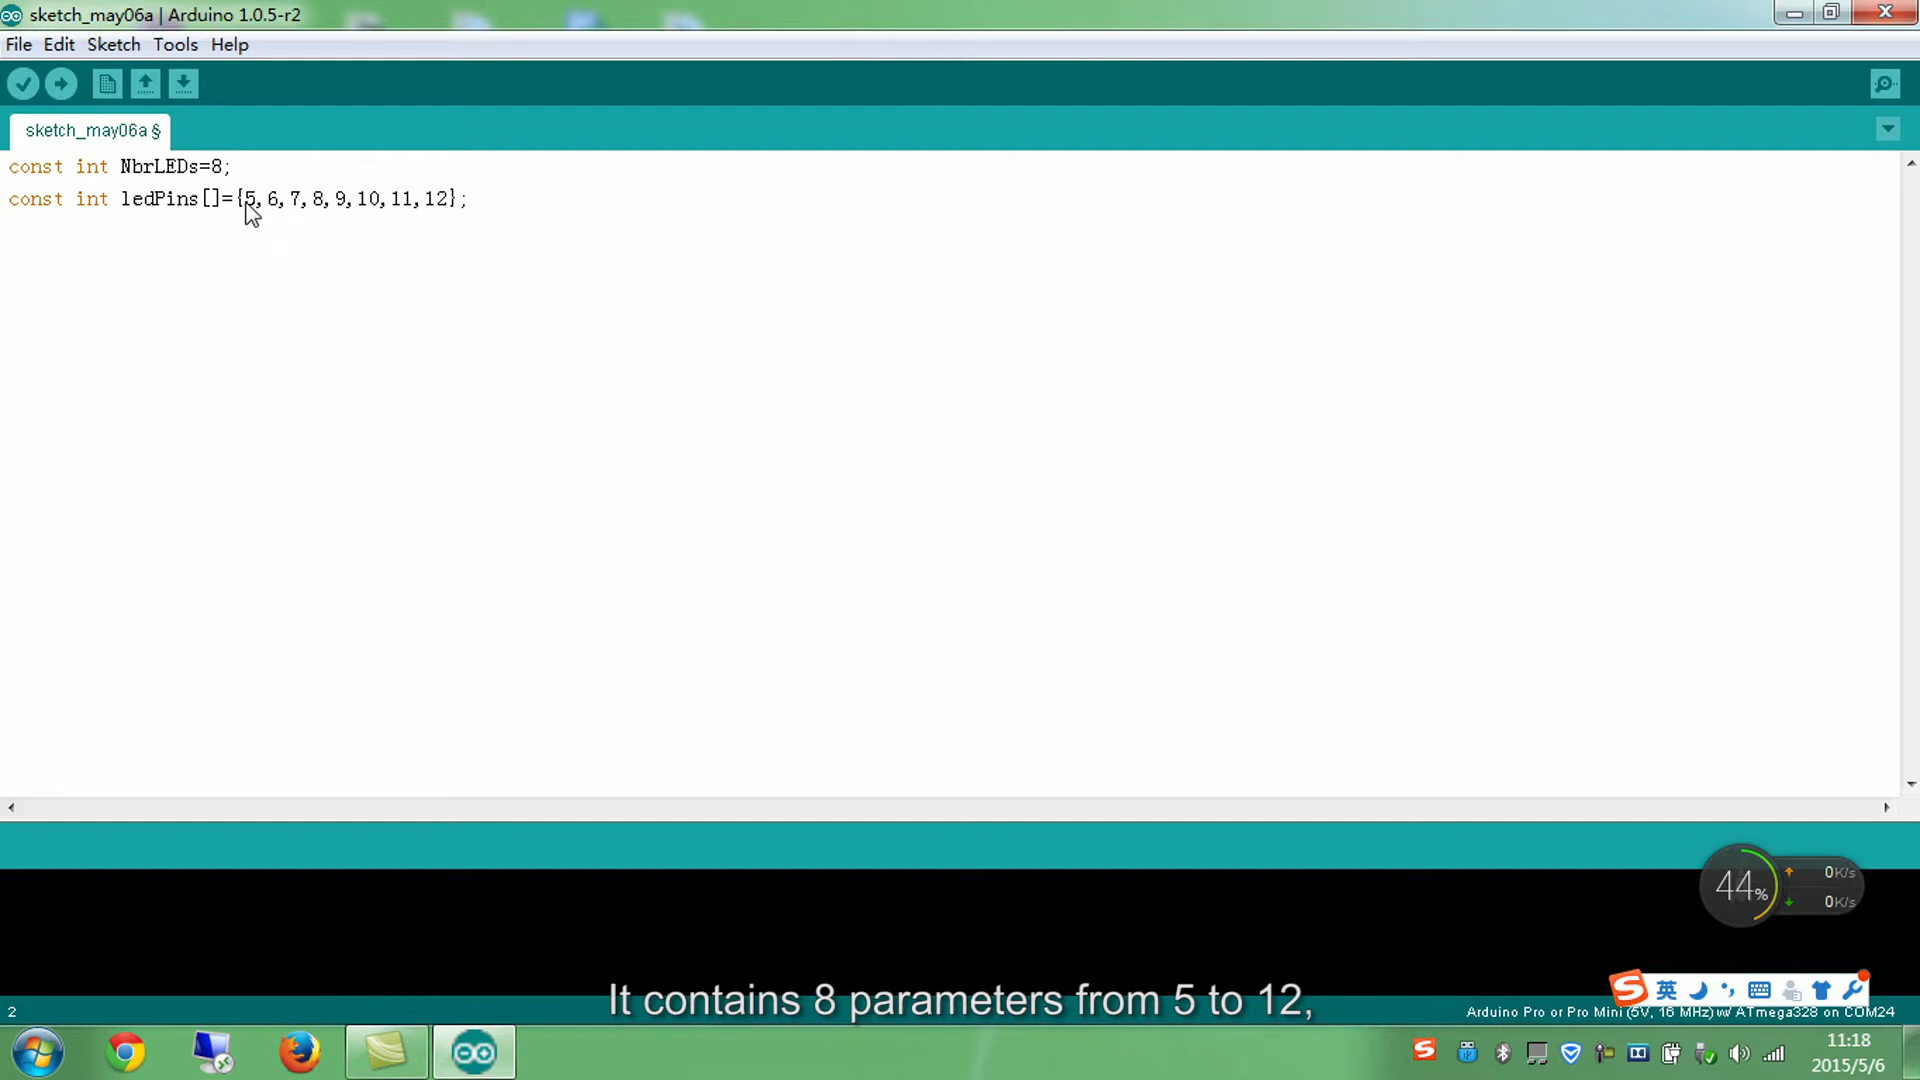 sketch_may06a | Arduino 1.0.5-r2
File Edit Sketch Tools Help
sketch_may06a §
const int NbrLEDs=8;
const int ledPins[]={5,6,7,8,9,10,11,12};
44%
0K/s
0K/s
It contains 8 parameters from 5 to 12,
英
2
Arduino Pro or Pro Mini (5V, 16 MHz) w/ ATmega328 on COM24
11:18
2015/5/6